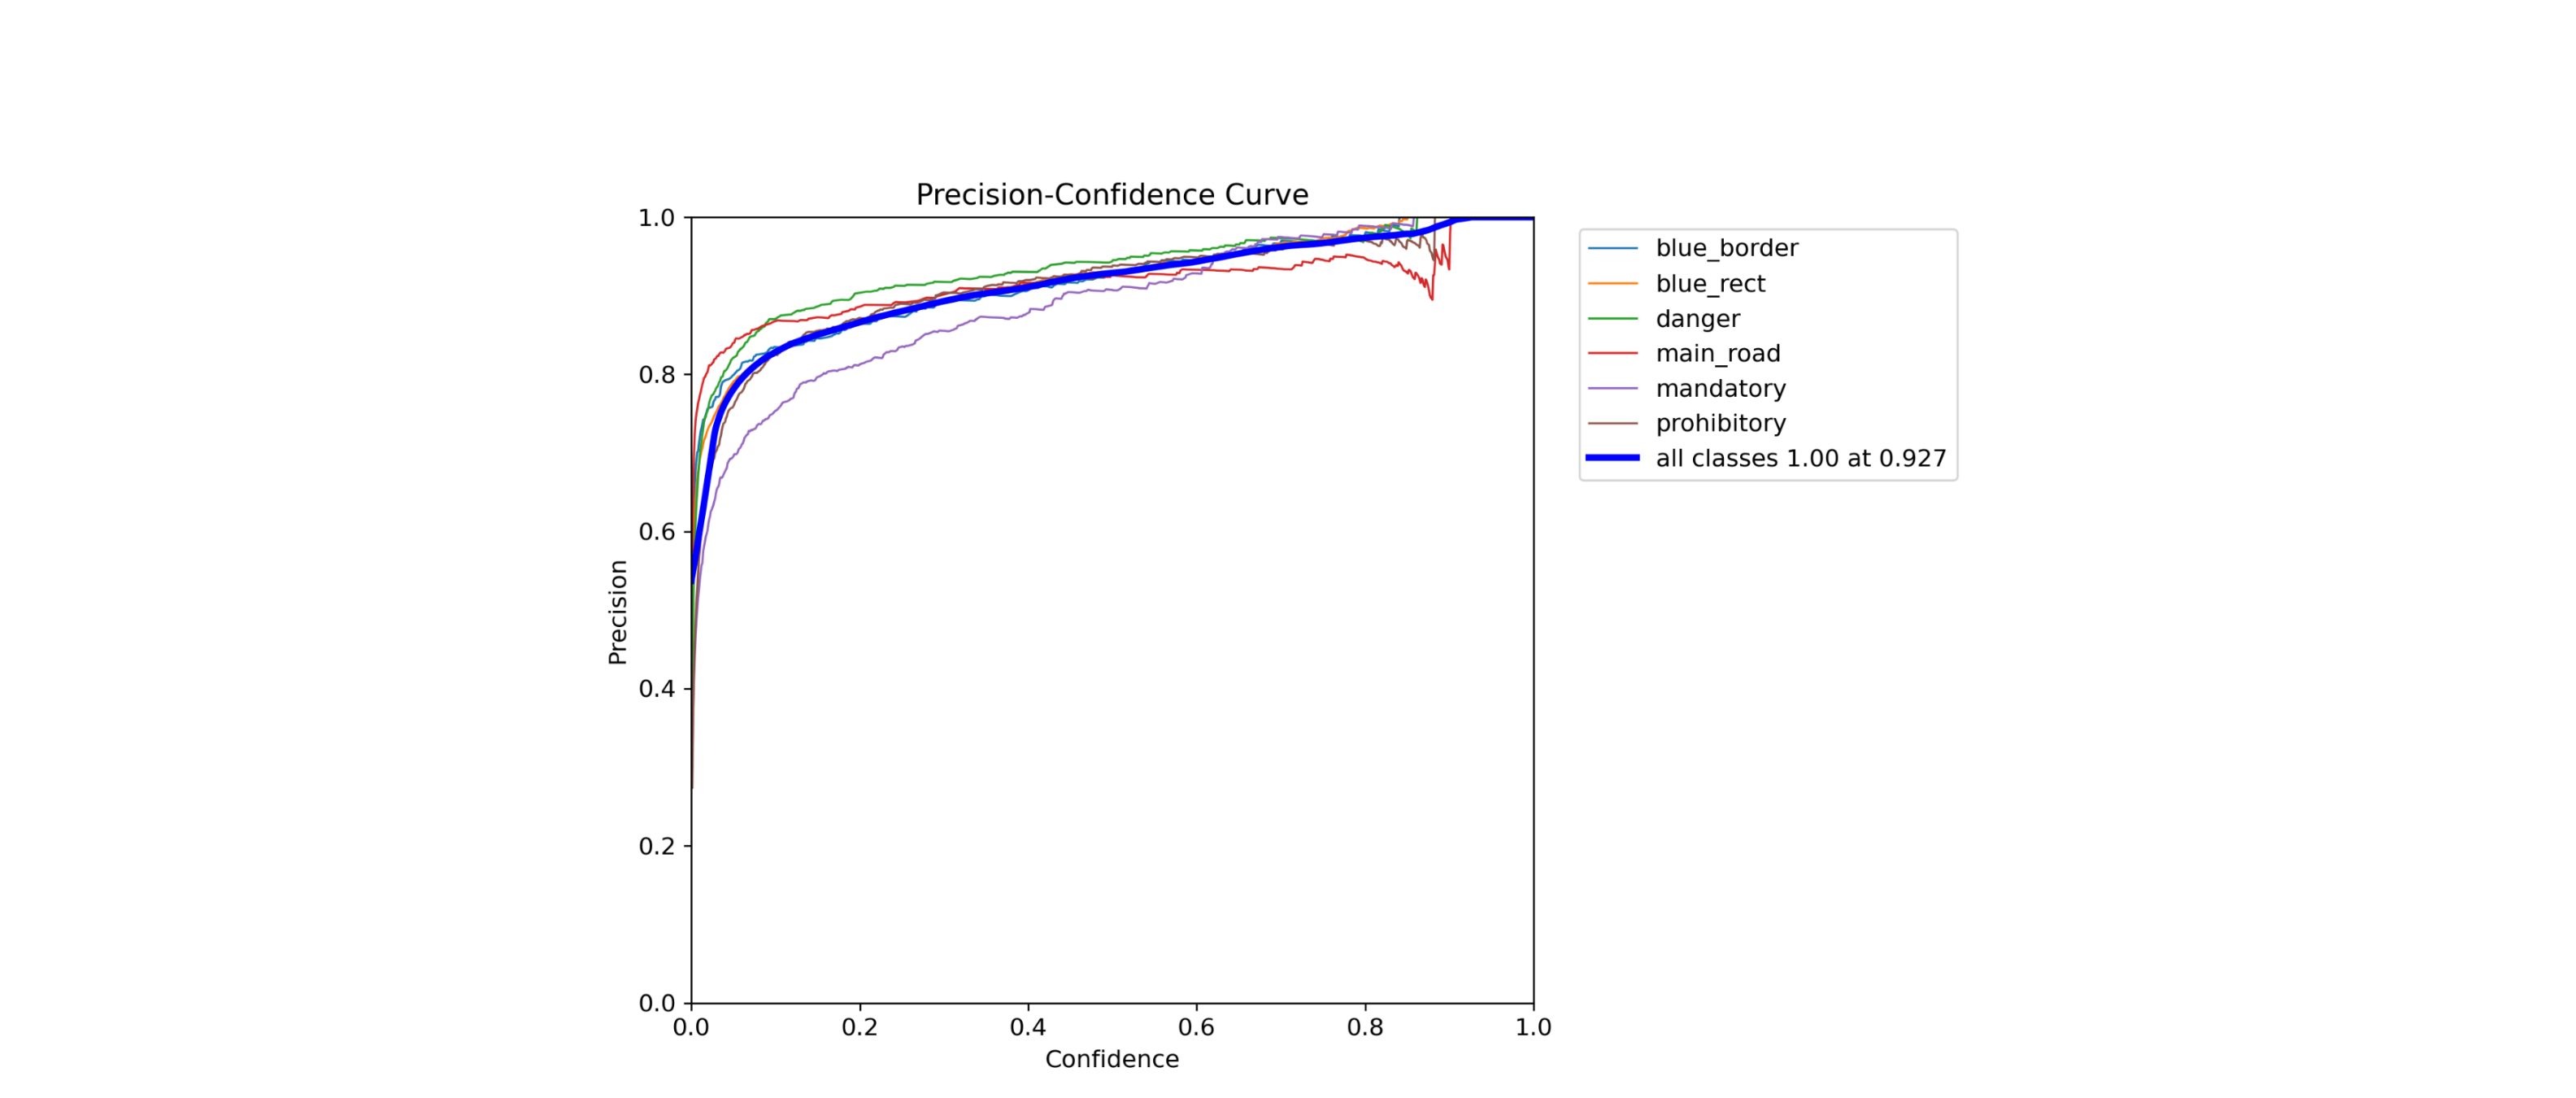 Precision-Confidence Curve
1.0
0.8
0.6
0.4
0.2
0.0
Precision
0.0 0.2 0.4 0.6 0.8 1.0
Confidence
blue_border
blue_rect
danger
main_road
mandatory
prohibitory
all classes 1.00 at 0.927